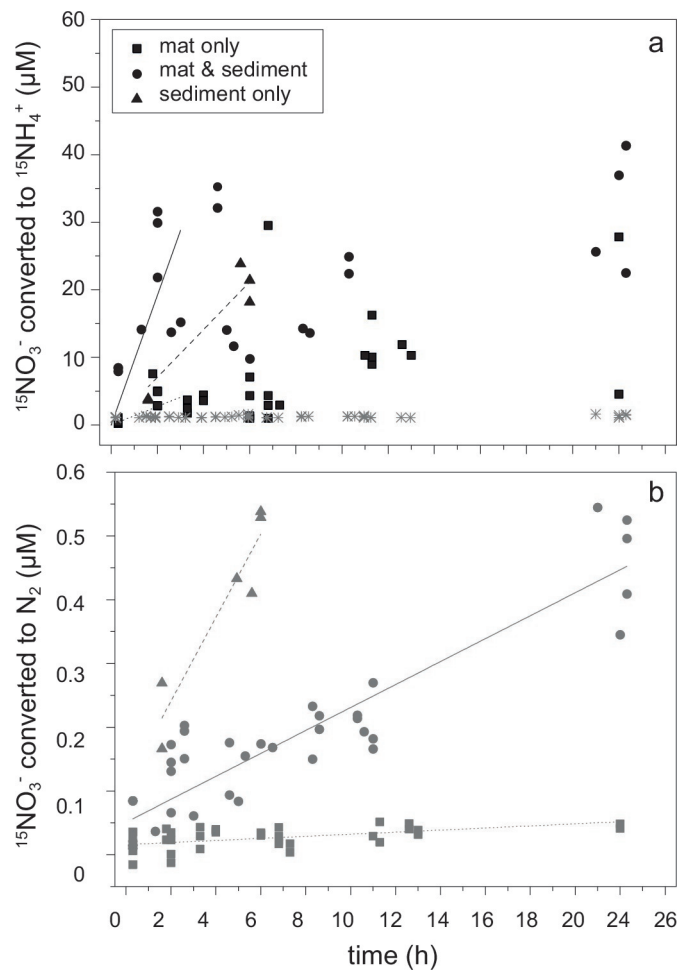 a
mat only
mat & sediment
sediment only
60
50
40
30
20
10
0
¹⁵NO₃⁻ converted to ¹⁵NH₄⁺ (µM)
b
0.6
0.5
0.4
0.3
0.2
0.1
0
¹⁵NO₃⁻ converted to N₂ (µM)
0 2 4 6 8 10 12 14 16 18 20 22 24 26
time (h)